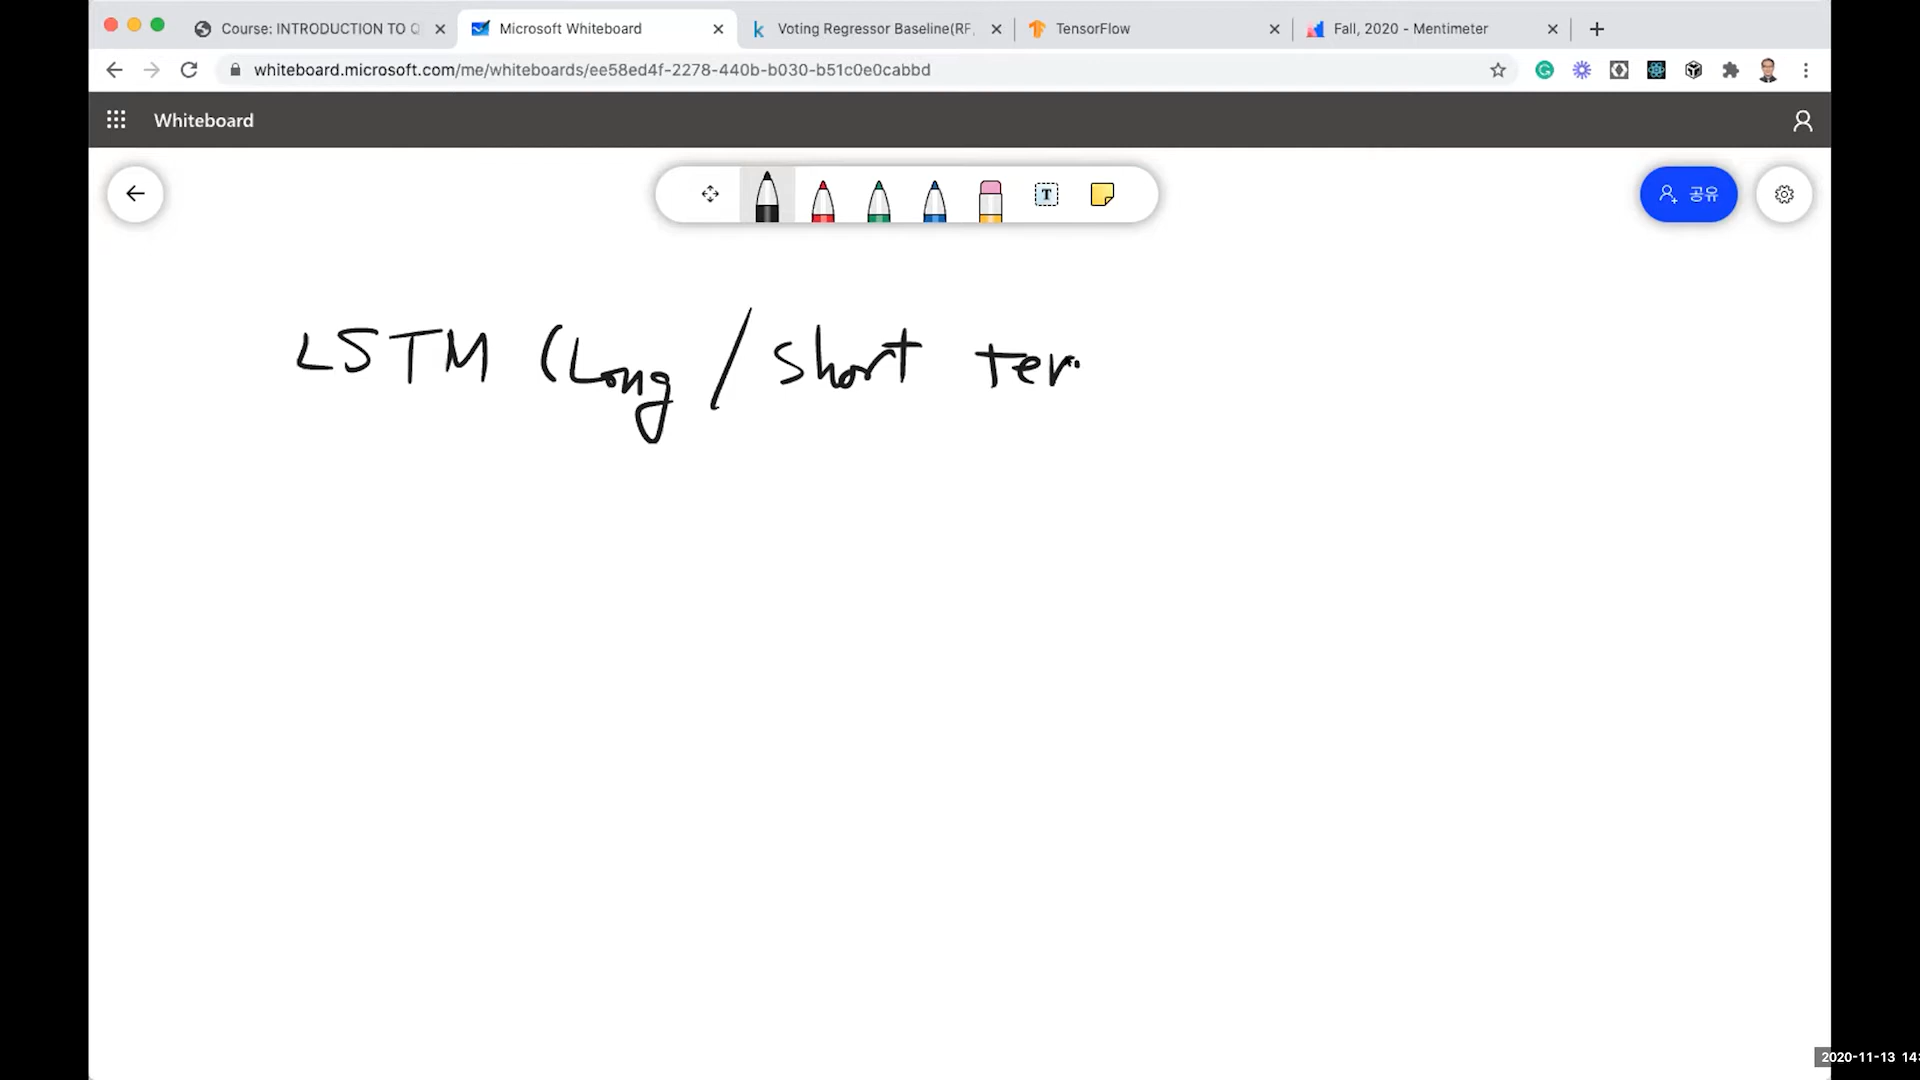 Course: INTRODUCTION TO Q
Microsoft Whiteboard
Voting Regressor Baseline(RF,
TensorFlow
Fall, 2020 - Mentimeter
whiteboard.microsoft.com/me/whiteboards/ee58ed4f-2278-440b-b030-b51c0e0cabbd
Whiteboard
T
공유
LSTM (Long / Short ter
2020-11-13 14: